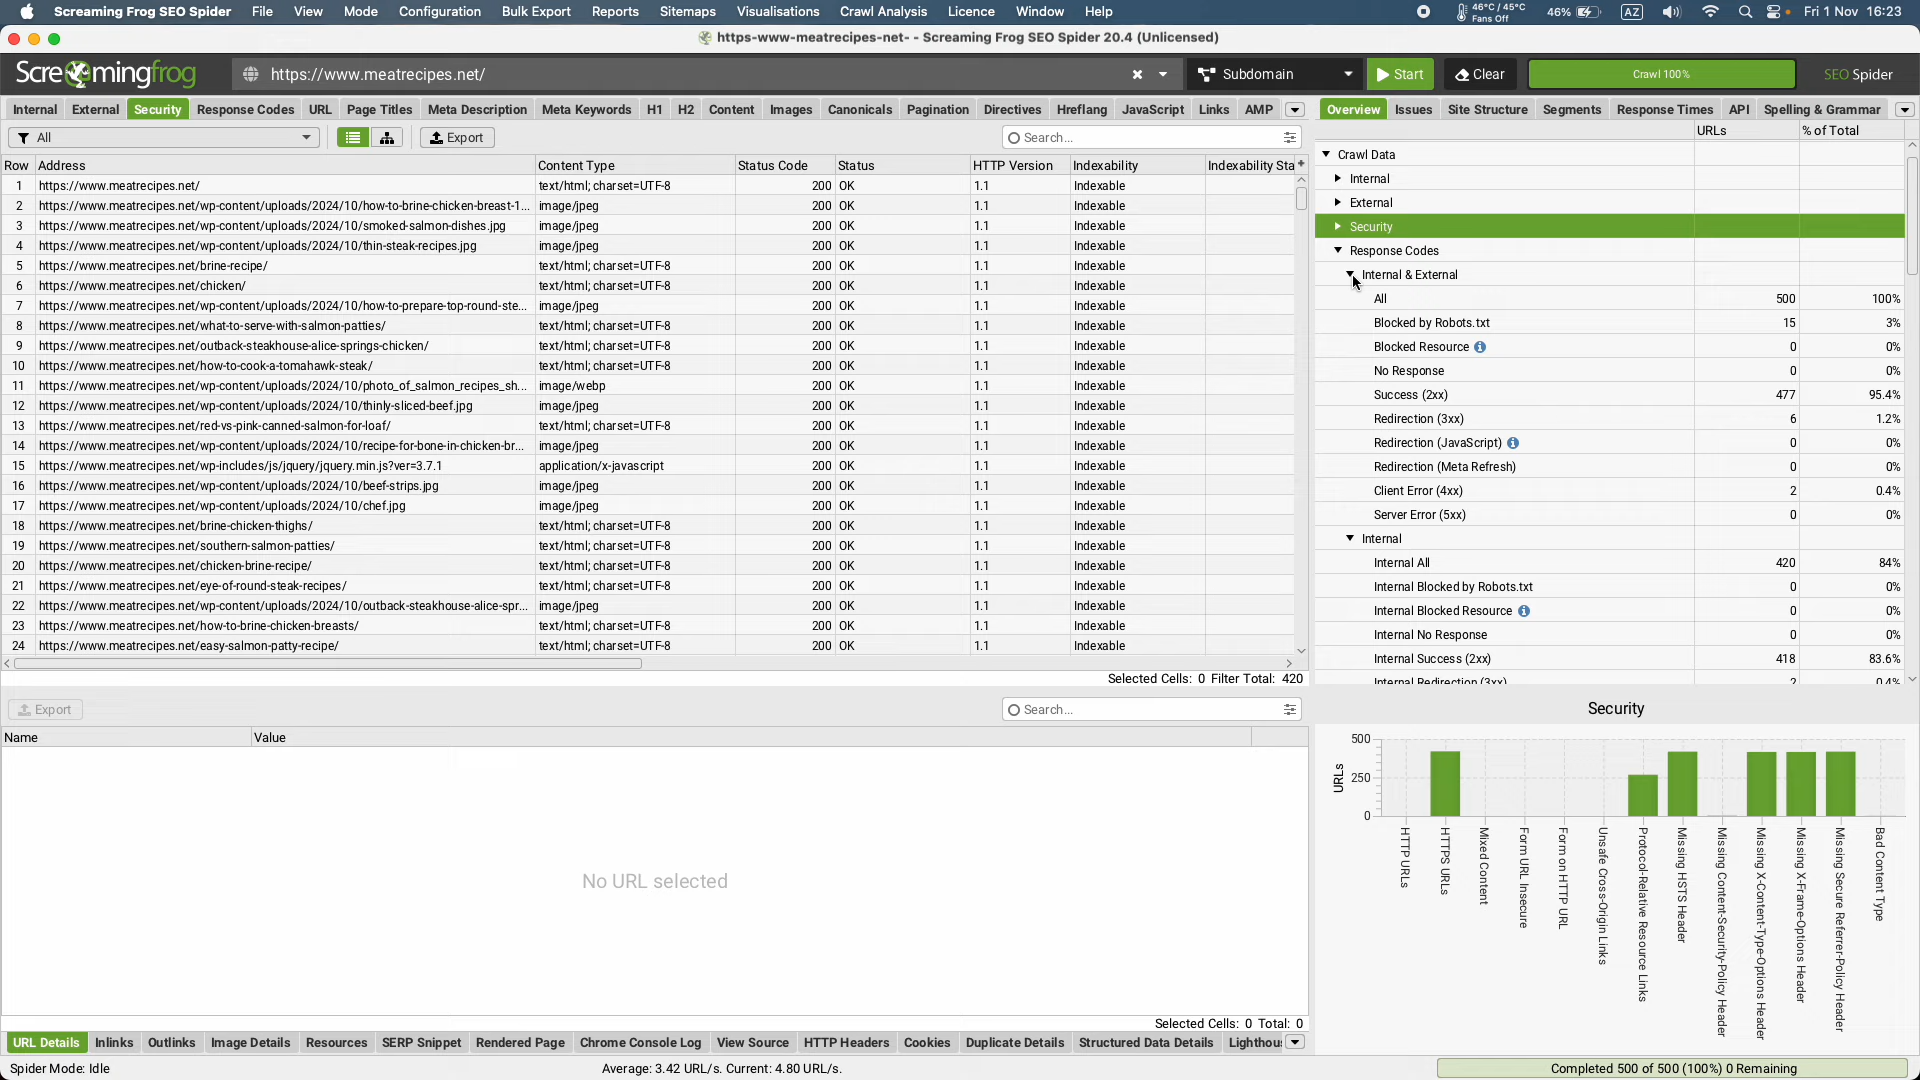 Screaming Frog SEO Spider File View Mode Configuration Bulk Export Reports Sitemaps Visualisations Crawl Analysis Licence Window Help 46°C / 45°C Fans Off 46% AZ Fri 1 Nov 16:23
https-www-meatrecipes-net- - Screaming Frog SEO Spider 20.4 (Unlicensed)
Screamingfrog https://www.meatrecipes.net/ Subdomain Start Clear Crawl 100% SEO Spider
Internal External Security Response Codes URL Page Titles Meta Description Meta Keywords H1 H2 Content Images Canonicals Pagination Directives Hreflang JavaScript Links AMP
All Export Search...
Row Address Content Type Status Code Status HTTP Version Indexability Indexability Sta
1 https://www.meatrecipes.net/ text/html; charset=UTF-8 200 OK 1.1 Indexable
2 https://www.meatrecipes.net/wp-content/uploads/2024/10/how-to-brine-chicken-breast-1... image/jpeg 200 OK 1.1 Indexable
3 https://www.meatrecipes.net/wp-content/uploads/2024/10/smoked-salmon-dishes.jpg image/jpeg 200 OK 1.1 Indexable
4 https://www.meatrecipes.net/wp-content/uploads/2024/10/thin-steak-recipes.jpg image/jpeg 200 OK 1.1 Indexable
5 https://www.meatrecipes.net/brine-recipe/ text/html; charset=UTF-8 200 OK 1.1 Indexable
6 https://www.meatrecipes.net/chicken/ text/html; charset=UTF-8 200 OK 1.1 Indexable
7 https://www.meatrecipes.net/wp-content/uploads/2024/10/how-to-prepare-top-round-ste... image/jpeg 200 OK 1.1 Indexable
8 https://www.meatrecipes.net/what-to-serve-with-salmon-patties/ text/html; charset=UTF-8 200 OK 1.1 Indexable
9 https://www.meatrecipes.net/outback-steakhouse-alice-springs-chicken/ text/html; charset=UTF-8 200 OK 1.1 Indexable
10 https://www.meatrecipes.net/how-to-cook-a-tomahawk-steak/ text/html; charset=UTF-8 200 OK 1.1 Indexable
11 https://www.meatrecipes.net/wp-content/uploads/2024/10/photo_of_salmon_recipes_sh... image/webp 200 OK 1.1 Indexable
12 https://www.meatrecipes.net/wp-content/uploads/2024/10/thinly-sliced-beef.jpg image/jpeg 200 OK 1.1 Indexable
13 https://www.meatrecipes.net/red-vs-pink-canned-salmon-for-loaf/ text/html; charset=UTF-8 200 OK 1.1 Indexable
14 https://www.meatrecipes.net/wp-content/uploads/2024/10/recipe-for-bone-in-chicken-br... image/jpeg 200 OK 1.1 Indexable
15 https://www.meatrecipes.net/wp-includes/js/jquery/jquery.min.js?ver=3.7.1 application/x-javascript 200 OK 1.1 Indexable
16 https://www.meatrecipes.net/wp-content/uploads/2024/10/beef-strips.jpg image/jpeg 200 OK 1.1 Indexable
17 https://www.meatrecipes.net/wp-content/uploads/2024/10/chef.jpg image/jpeg 200 OK 1.1 Indexable
18 https://www.meatrecipes.net/brine-chicken-thighs/ text/html; charset=UTF-8 200 OK 1.1 Indexable
19 https://www.meatrecipes.net/southern-salmon-patties/ text/html; charset=UTF-8 200 OK 1.1 Indexable
20 https://www.meatrecipes.net/chicken-brine-recipe/ text/html; charset=UTF-8 200 OK 1.1 Indexable
21 https://www.meatrecipes.net/eye-of-round-steak-recipes/ text/html; charset=UTF-8 200 OK 1.1 Indexable
22 https://www.meatrecipes.net/wp-content/uploads/2024/10/outback-steakhouse-alice-spr... image/jpeg 200 OK 1.1 Indexable
23 https://www.meatrecipes.net/how-to-brine-chicken-breasts/ text/html; charset=UTF-8 200 OK 1.1 Indexable
24 https://www.meatrecipes.net/easy-salmon-patty-recipe/ text/html; charset=UTF-8 200 OK 1.1 Indexable
Selected Cells: 0 Filter Total: 420
Export Search...
Name Value
No URL selected
Selected Cells: 0 Total: 0
URL Details Inlinks Outlinks Image Details Resources SERP Snippet Rendered Page Chrome Console Log View Source HTTP Headers Cookies Duplicate Details Structured Data Details Lighthou
Overview Issues Site Structure Segments Response Times API Spelling & Grammar
URLs % of Total
Crawl Data
Internal
External
Security
Response Codes
Internal & External
All 500 100%
Blocked by Robots.txt 15 3%
Blocked Resource 0 0%
No Response 0 0%
Success (2xx) 477 95.4%
Redirection (3xx) 6 1.2%
Redirection (JavaScript) 0 0%
Redirection (Meta Refresh) 0 0%
Client Error (4xx) 2 0.4%
Server Error (5xx) 0 0%
Internal
Internal All 420 84%
Internal Blocked by Robots.txt 0 0%
Internal Blocked Resource 0 0%
Internal No Response 0 0%
Internal Success (2xx) 418 83.6%
Internal Redirection (3xx) 2 0.4%
Security
URLs
500
250
0
HTTP URLs
HTTPS URLs
Mixed Content
Form URL Insecure
Form on HTTP URL
Unsafe Cross-Origin Links
Protocol-Relative Resource Links
Missing HSTS Header
Missing Content-Security-Policy Header
Missing X-Content-Type-Options Header
Missing X-Frame-Options Header
Missing Secure Referrer-Policy Header
Bad Content Type
Spider Mode: Idle Average: 3.42 URL/s. Current: 4.80 URL/s. Completed 500 of 500 (100%) 0 Remaining